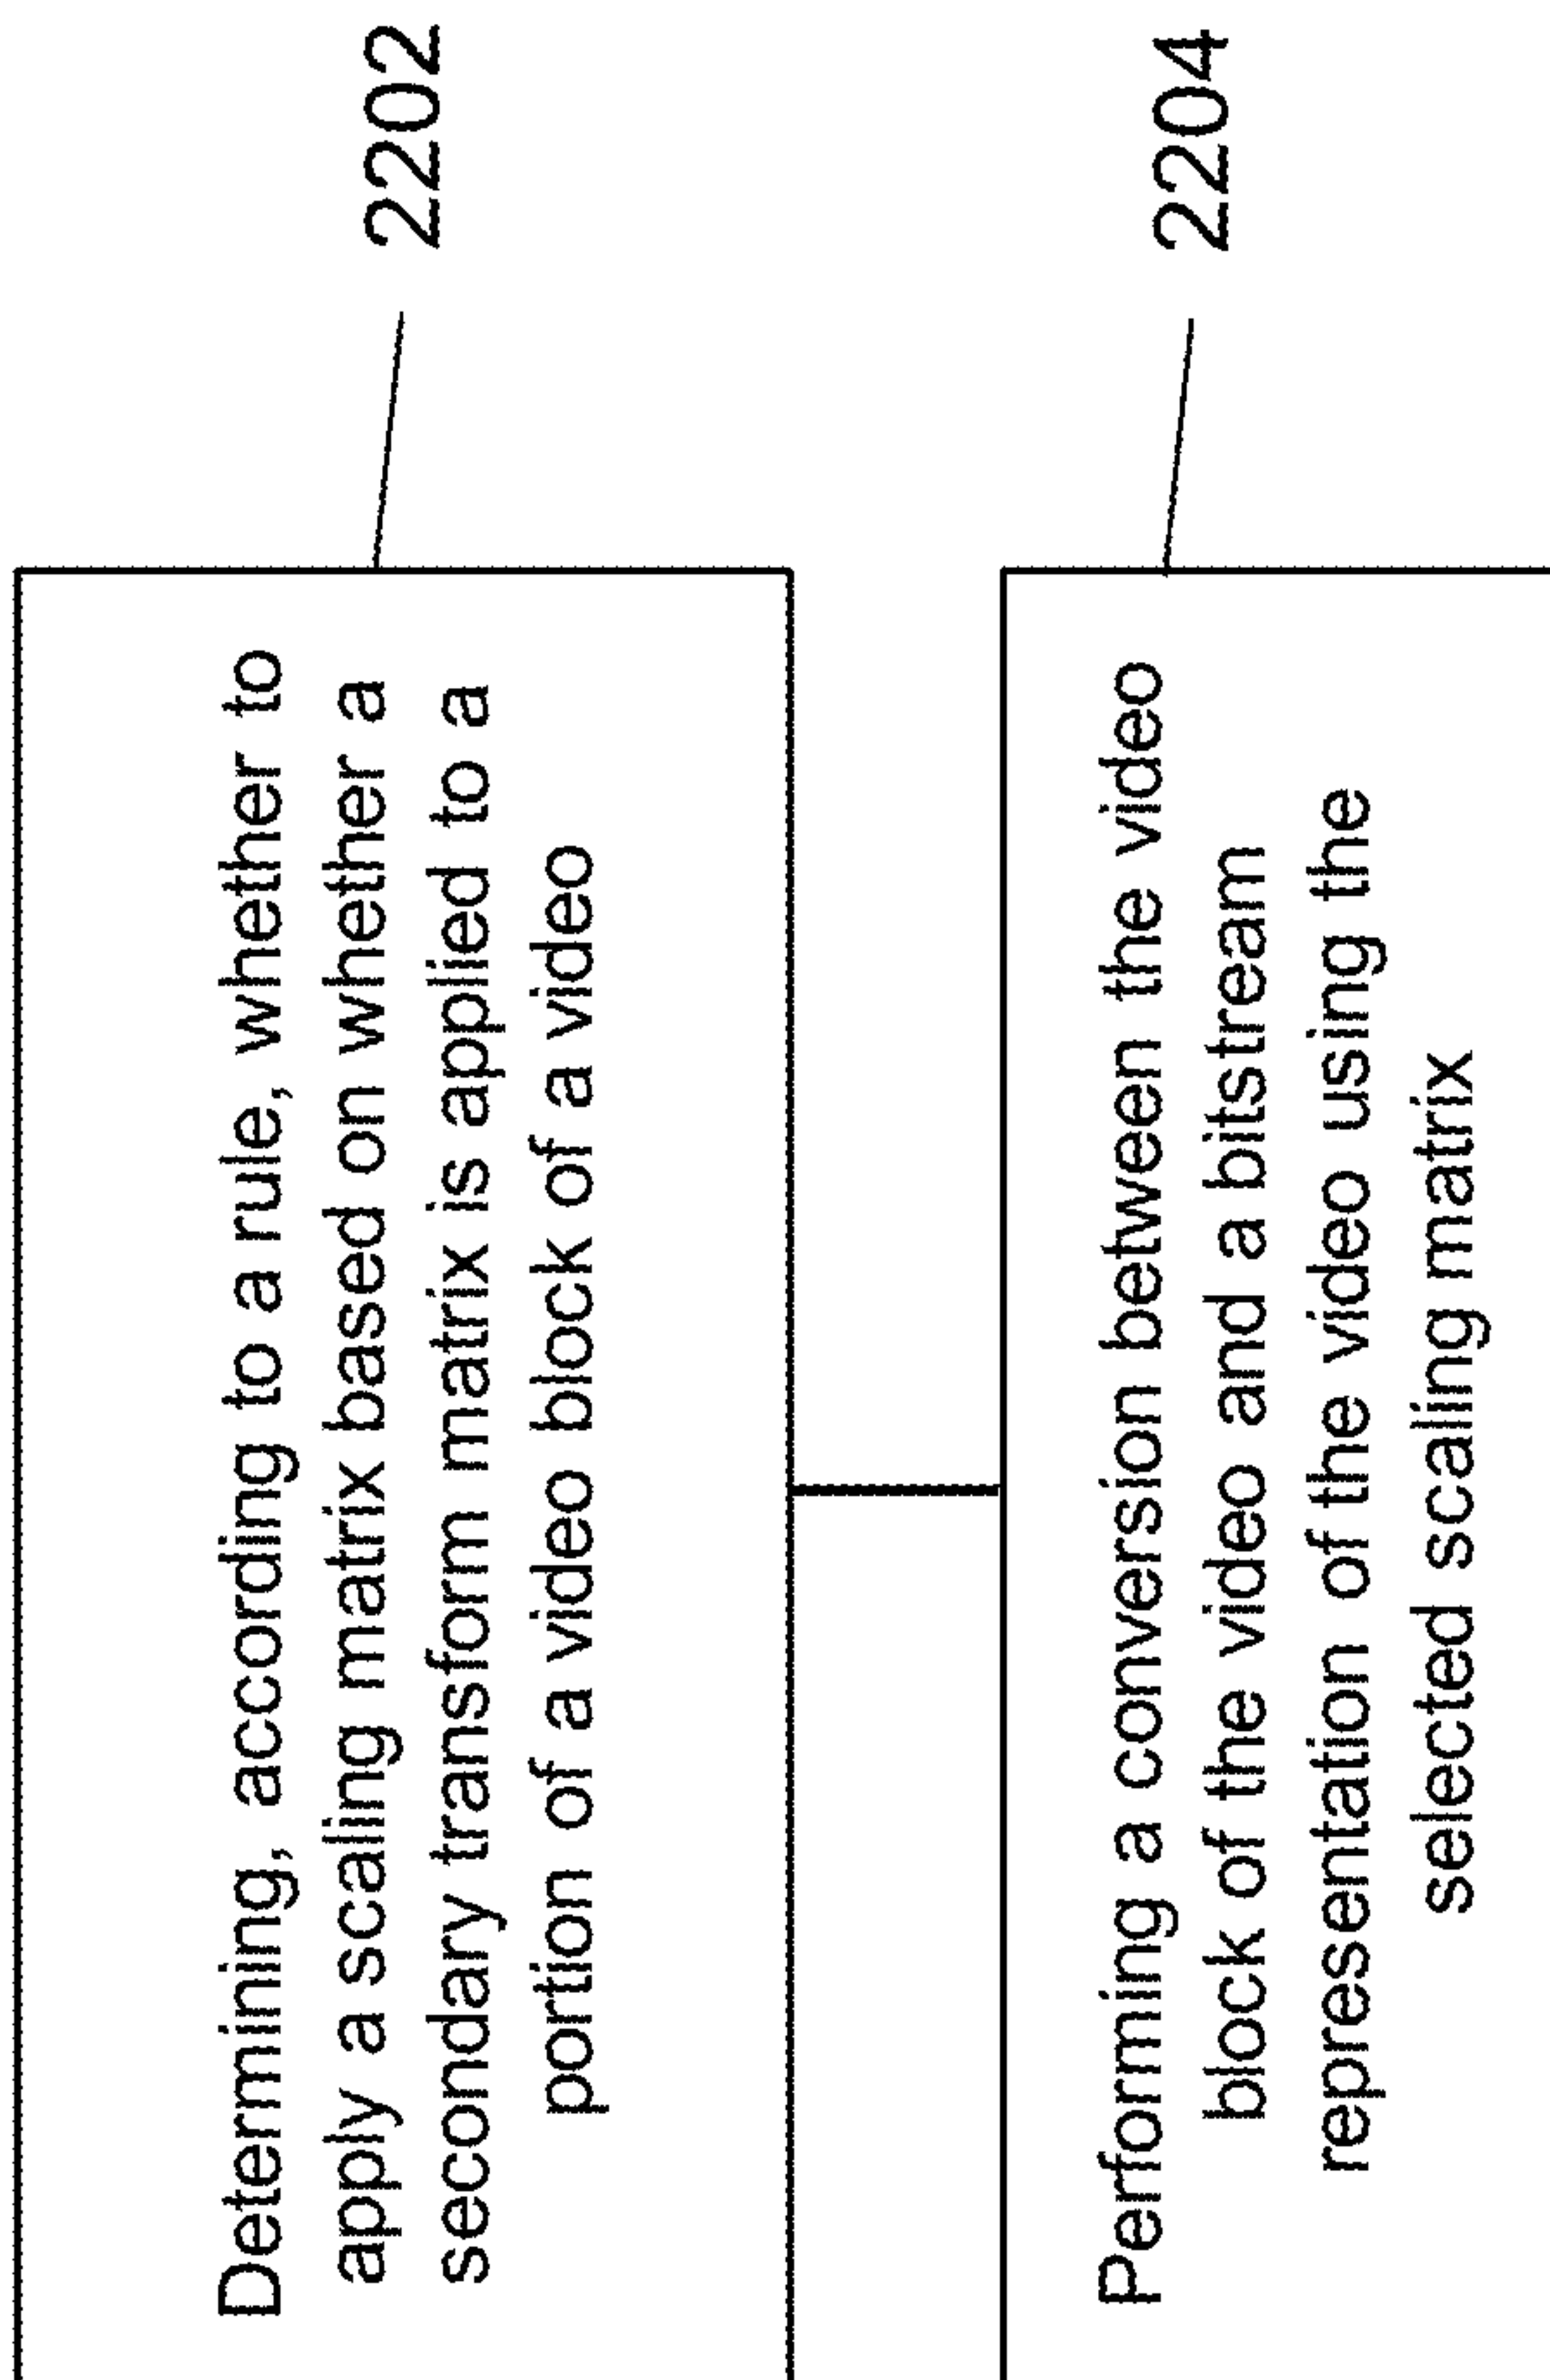 Determining, according to a rule, whether to
apply a scaling matrix based on whether a
secondary transform matrix is applied to a
portion of a video block of a video
2202
Performing a conversion between the video
block of the video and a bitstream
representation of the video using the
selected scaling matrix
2204